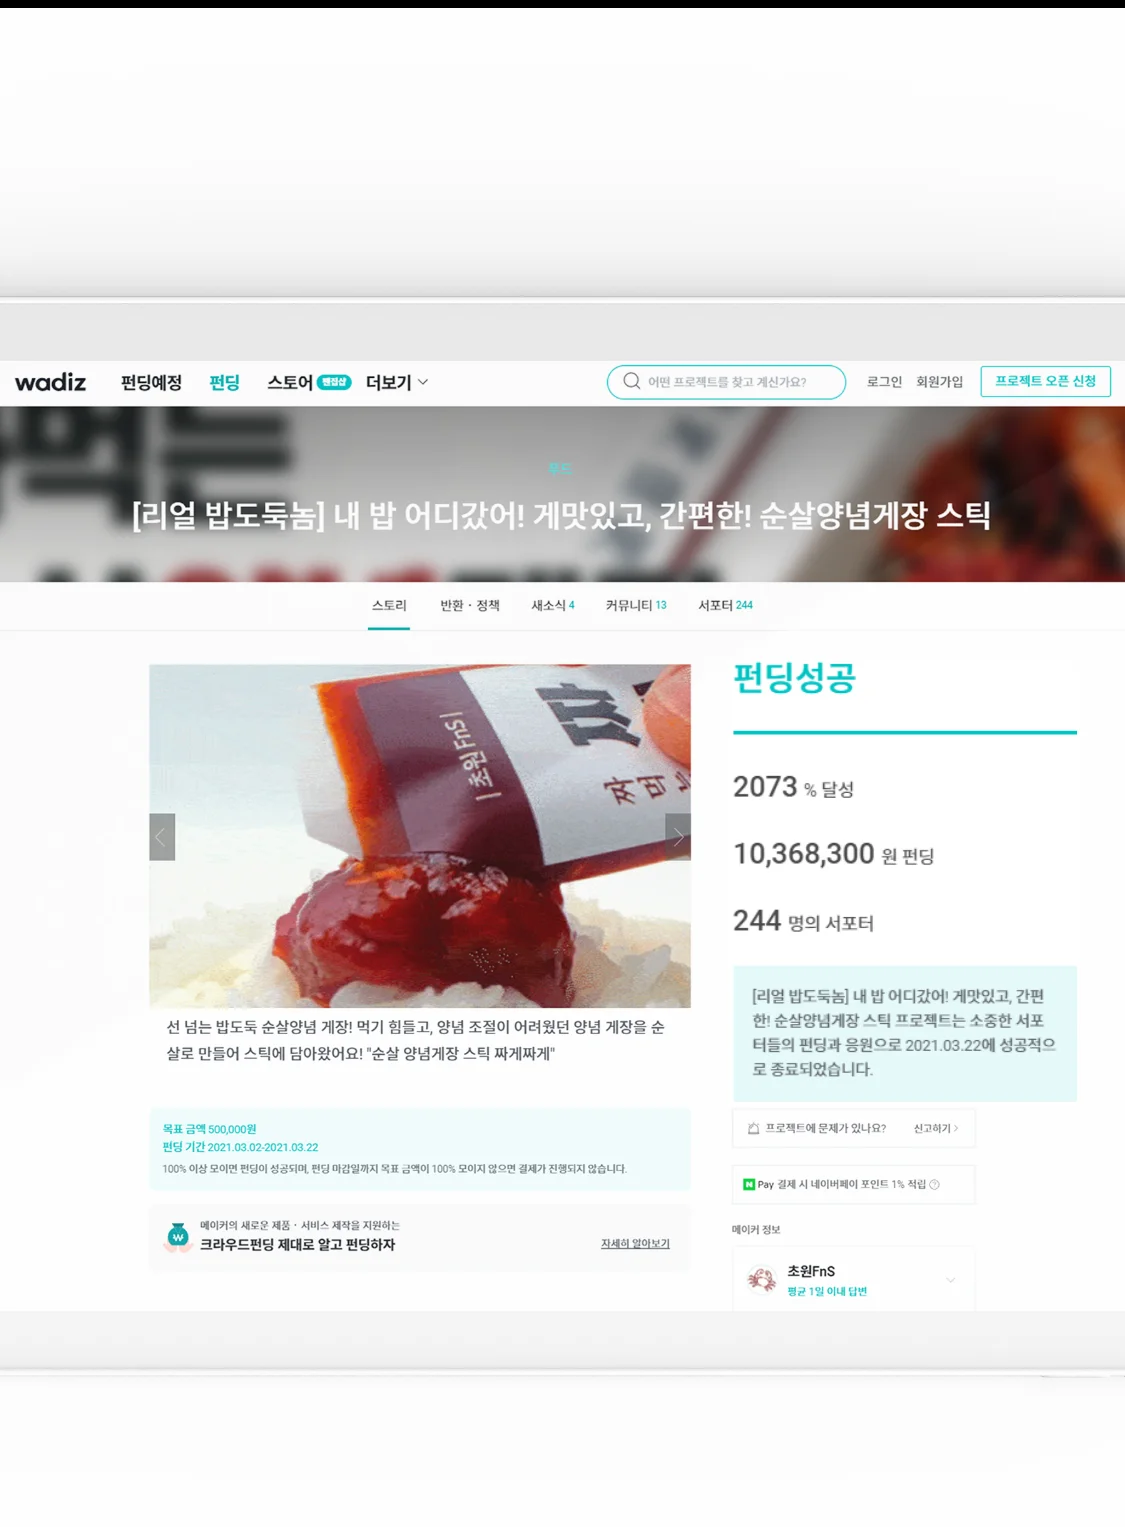 wadiz 펀딩예정 펀딩 스토어 팬접살 더보기 어떤 프로젝트를 찾고 계신가요? 로그인 회원가입 프로젝트 오픈 신청
푸드
[리얼 밥도둑놈] 내 밥 어디갔어! 게맛있고, 간편한! 순살양념게장 스틱
스토리 반환 · 정책 새소식 4 커뮤니티 13 서포터 244
초원FnS
짜
짜먹는
선 넘는 밥도둑 순살양념 게장! 먹기 힘들고, 양념 조절이 어려웠던 양념 게장을 순
살로 만들어 스틱에 담아왔어요! "순살 양념게장 스틱 짜게짜게"
목표 금액 500,000원
펀딩 기간 2021.03.02-2021.03.22
100% 이상 모이면 펀딩이 성공되며, 펀딩 마감일까지 목표 금액이 100% 모이지 않으면 결제가 진행되지 않습니다.
메이커의 새로운 제품 · 서비스 제작을 지원하는
크라우드펀딩 제대로 알고 펀딩하자
자세히 알아보기
펀딩성공
2073 % 달성
10,368,300 원 펀딩
244 명의 서포터
[리얼 밥도둑놈] 내 밥 어디갔어! 게맛있고, 간편
한! 순살양념게장 스틱 프로젝트는 소중한 서포
터들의 펀딩과 응원으로 2021.03.22에 성공적으
로 종료되었습니다.
프로젝트에 문제가 있나요? 신고하기
N Pay 결제 시 네이버페이 포인트 1% 적립
메이커 정보
초원FnS
평균 1일 이내 답변